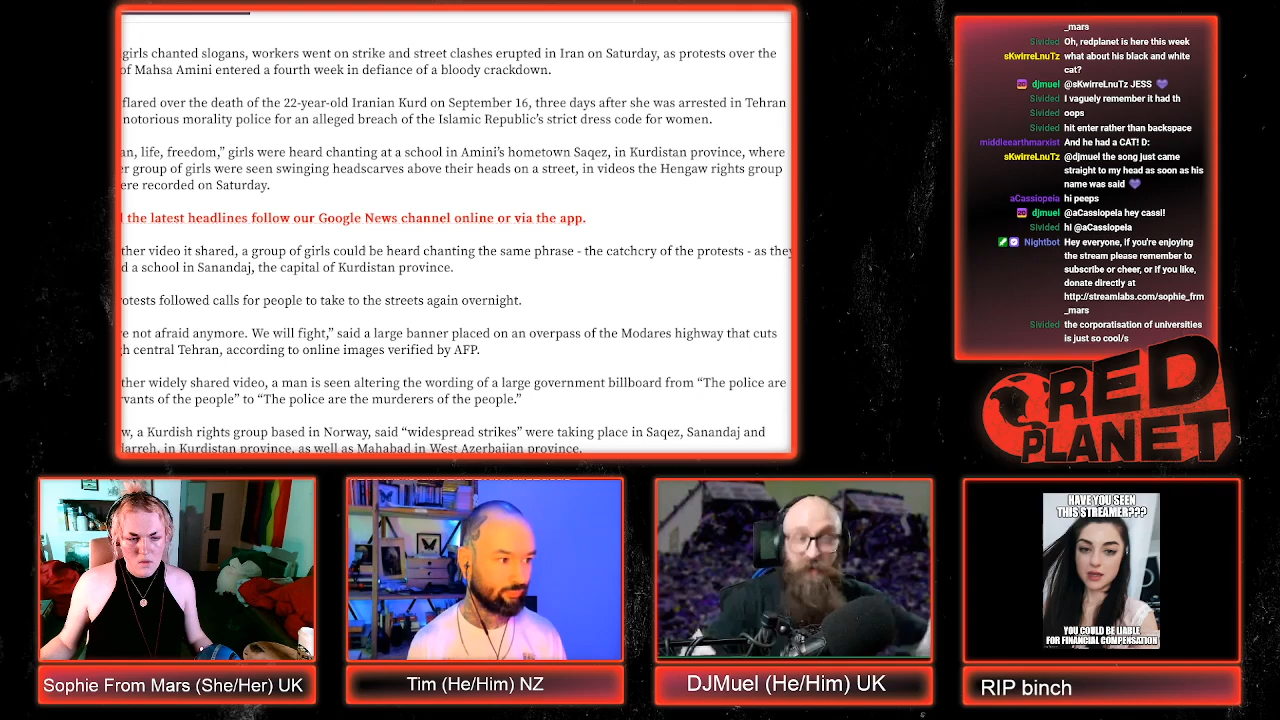 girls chanted slogans, workers went on strike and street clashes erupted in Iran on Saturday, as protests over the
of Mahsa Amini entered a fourth week in defiance of a bloody crackdown.
flared over the death of the 22-year-old Iranian Kurd on September 16, three days after she was arrested in Tehran
notorious morality police for an alleged breach of the Islamic Republic’s strict dress code for women.
an, life, freedom,” girls were heard chanting at a school in Amini’s hometown Saqez, in Kurdistan province, where
er group of girls were seen swinging headscarves above their heads on a street, in videos the Hengaw rights group
ere recorded on Saturday.
the latest headlines follow our Google News channel online or via the app.
ther video it shared, a group of girls could be heard chanting the same phrase - the catchcry of the protests - as they
d a school in Sanandaj, the capital of Kurdistan province.
rotests followed calls for people to take to the streets again overnight.
e not afraid anymore. We will fight,” said a large banner placed on an overpass of the Modares highway that cuts
h central Tehran, according to online images verified by AFP.
ther widely shared video, a man is seen altering the wording of a large government billboard from “The police are
rvants of the people” to “The police are the murderers of the people.”
w, a Kurdish rights group based in Norway, said “widespread strikes” were taking place in Saqez, Sanandaj and
darreh, in Kurdistan province, as well as Mahabad in West Azerbaijan province.
_mars
Sivided Oh, redplanet is here this week
sKwirreLnuTz what about his black and white
cat?
djmuel @sKwirreLnuTz JESS 💜
Sivided I vaguely remember it had th
Sivided oops
Sivided hit enter rather than backspace
middleearthmarxist And he had a CAT! D:
sKwirreLnuTz @djmuel the song just came
straight to my head as soon as his
name was said 💜
aCassiopeia hi peeps
djmuel @aCassiopeia hey cassi!
Sivided hi @aCassiopeia
Nightbot Hey everyone, if you're enjoying
the stream please remember to
subscribe or cheer, or if you like,
donate directly at
http://streamlabs.com/sophie_frm
_mars
Sivided the corporatisation of universities
is just so cool/s
RED
PLANET
HAVE YOU SEEN
THIS STREAMER???
YOU COULD BE LIABLE
FOR FINANCIAL COMPENSATION
Sophie From Mars (She/Her) UK
Tim (He/Him) NZ
DJMuel (He/Him) UK
RIP binch